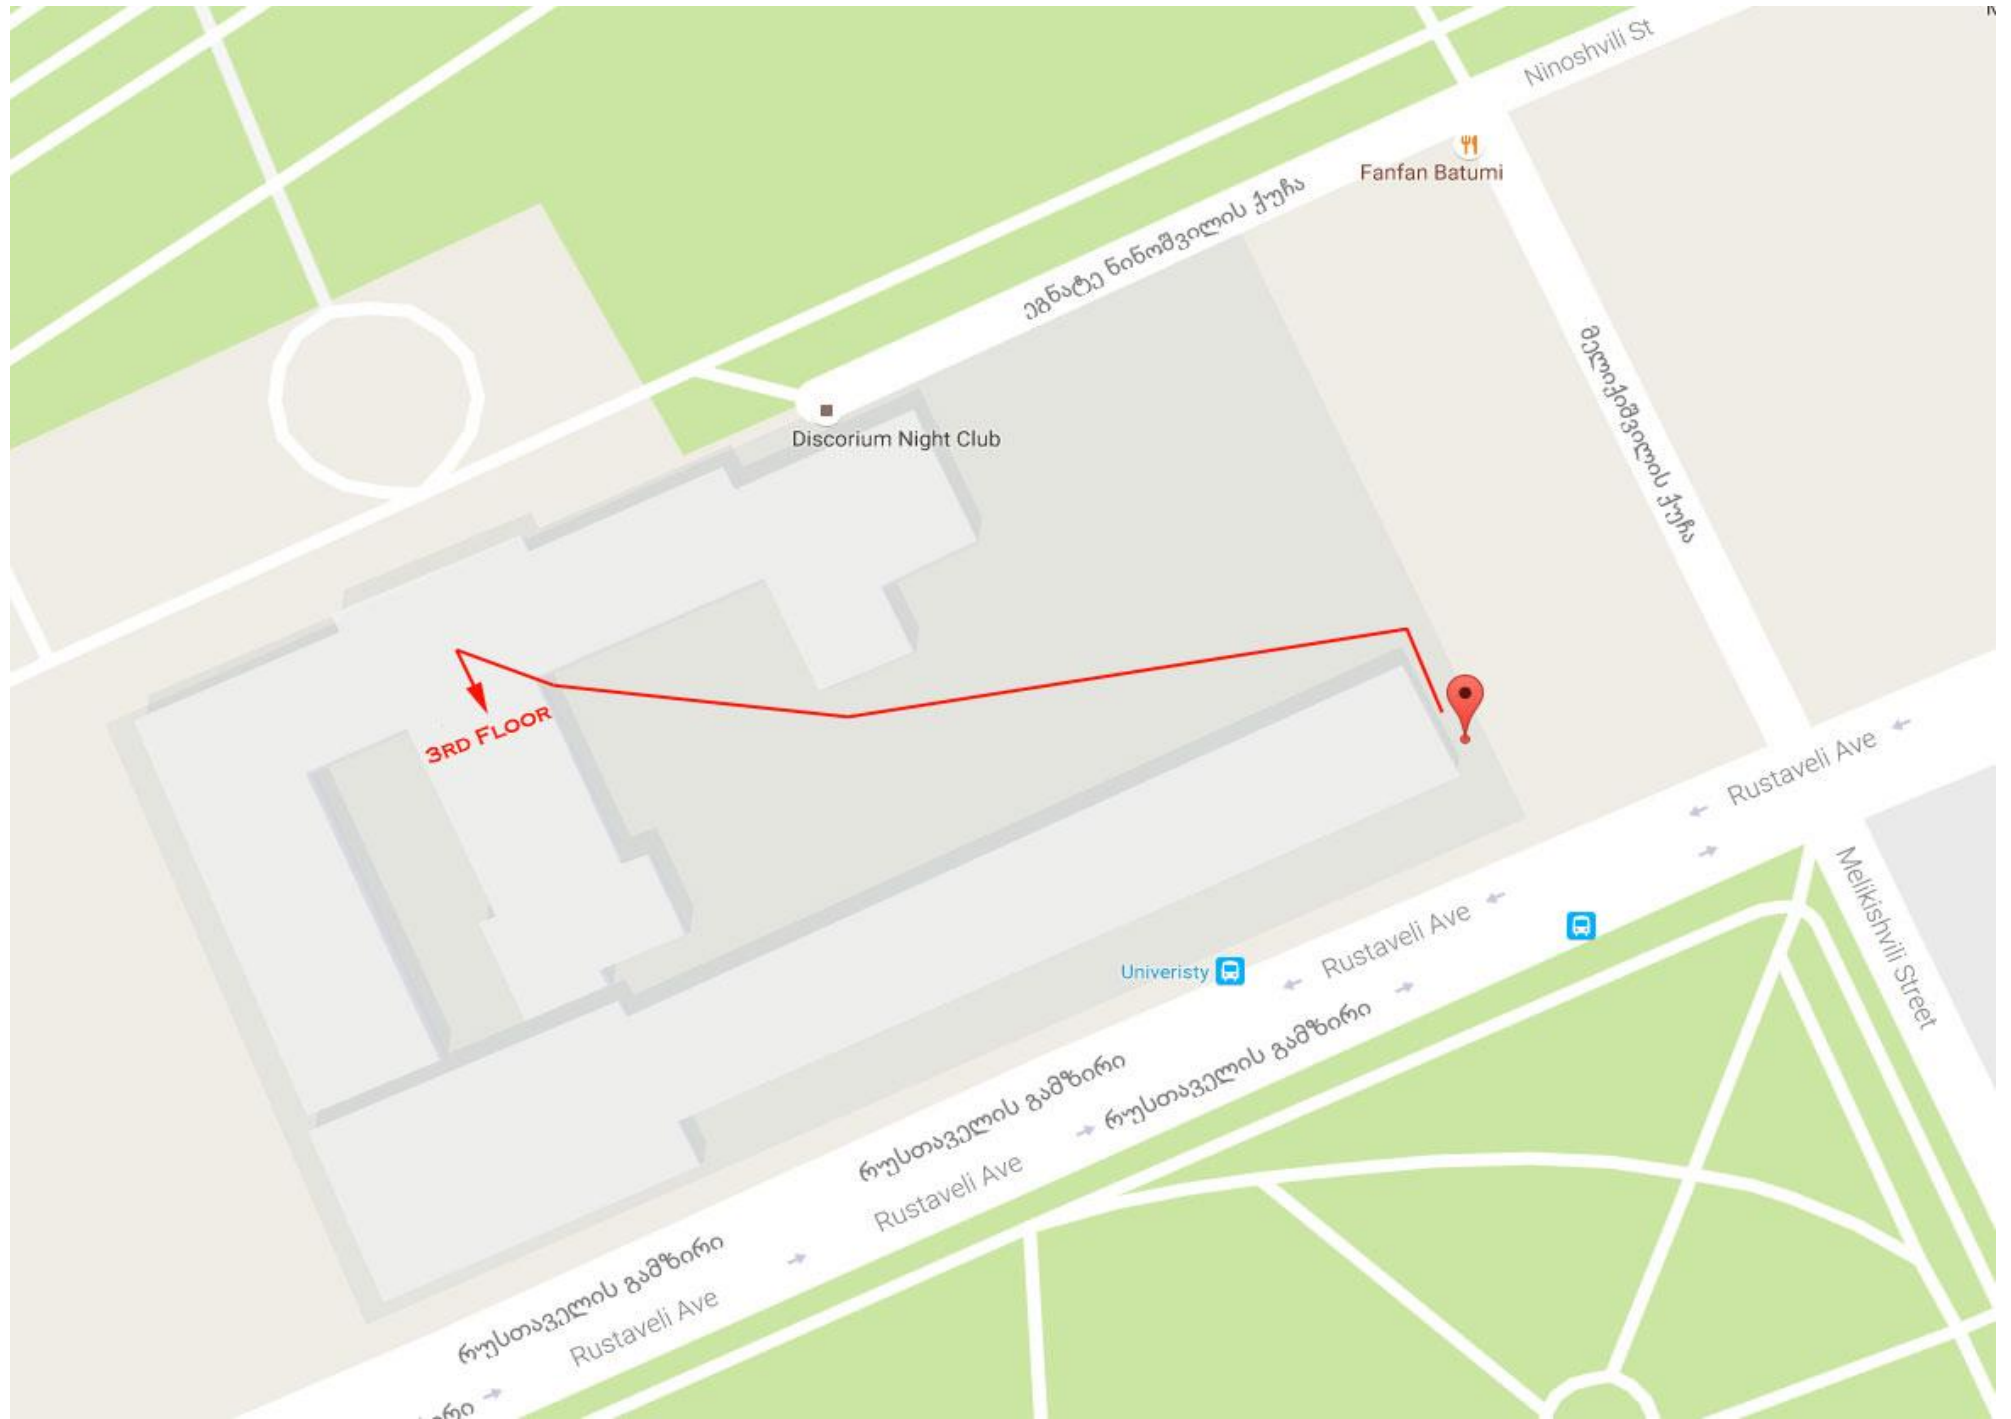 Ninoshvili St
Fanfan Batumi
ეგნატე ნინოშვილის ქუჩა
მელიქიშვილის ქუჩა
Discorium Night Club
3RD FLOOR
Rustaveli Ave
Melikishvili Street
Rustaveli Ave
Univeristy
რუსთაველის გამზირი
რუსთაველის გამზირი
Rustaveli Ave
რუსთაველის გამზირი
Rustaveli Ave